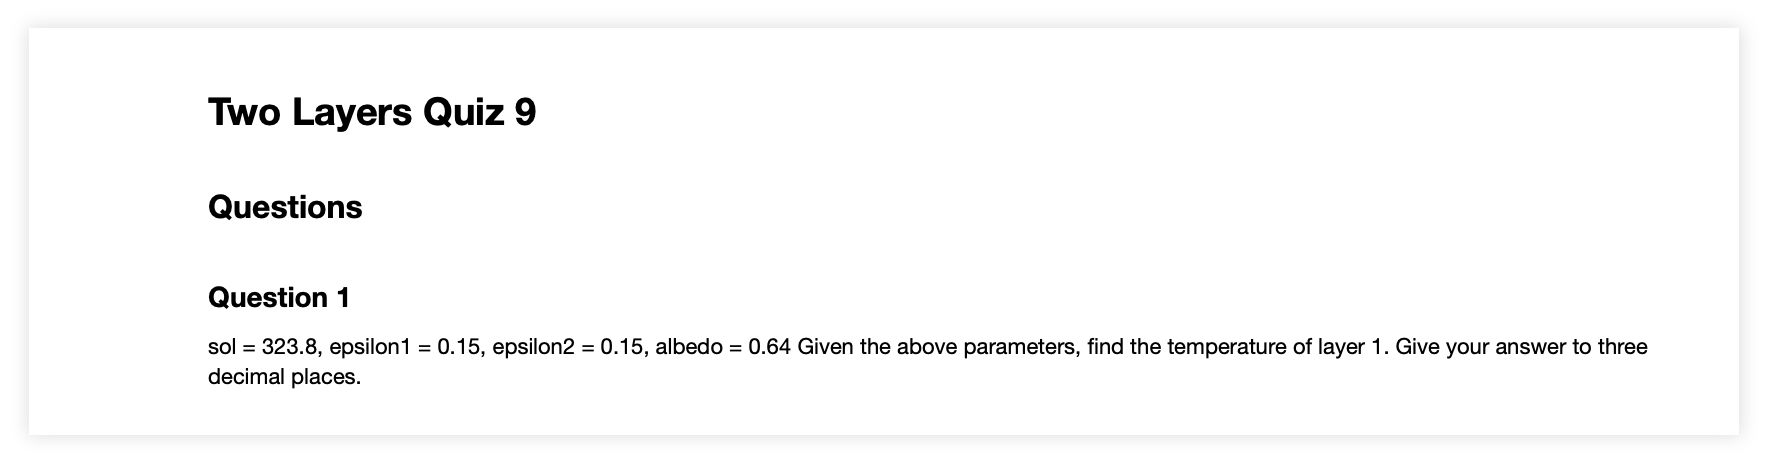 Two Layers Quiz 9
Questions
Question 1
sol = 323.8, epsilon1 = 0.15, epsilon2 = 0.15, albedo = 0.64 Given the above parameters, find the temperature of layer 1. Give your answer to three
decimal places.